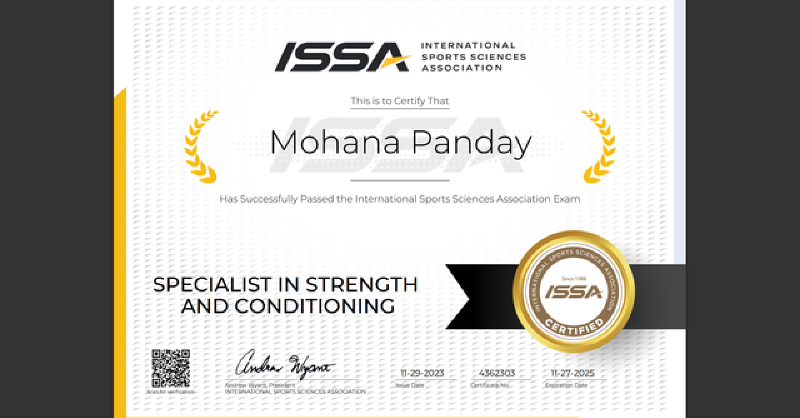 ISSA
INTERNATIONAL
SPORTS SCIENCES
ASSOCIATION
This is to Certify That
ISSA
Mohana Panday
Has Successfully Passed the International Sports Sciences Association Exam
SPECIALIST IN STRENGTH
AND CONDITIONING
INTERNATIONAL SPORTS SCIENCES ASSOCIATION
Since 1988
ISSA
CERTIFIED
Andrew Wyant
11-29-2023
4362303
11-27-2025
Scan for verification
Andrew Wyant, President
INTERNATIONAL SPORTS SCIENCES ASSOCIATION
Issue Date
Certificate No.
Expiration Date